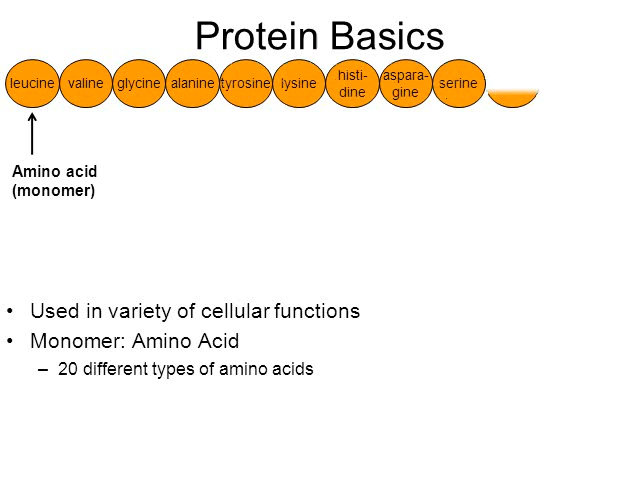 Protein Basics
leucine valine glycine alanine tyrosine lysine histi- aspara- serine
dine gine
Amino acid
(monomer)
• Used in variety of cellular functions
• Monomer: Amino Acid
– 20 different types of amino acids